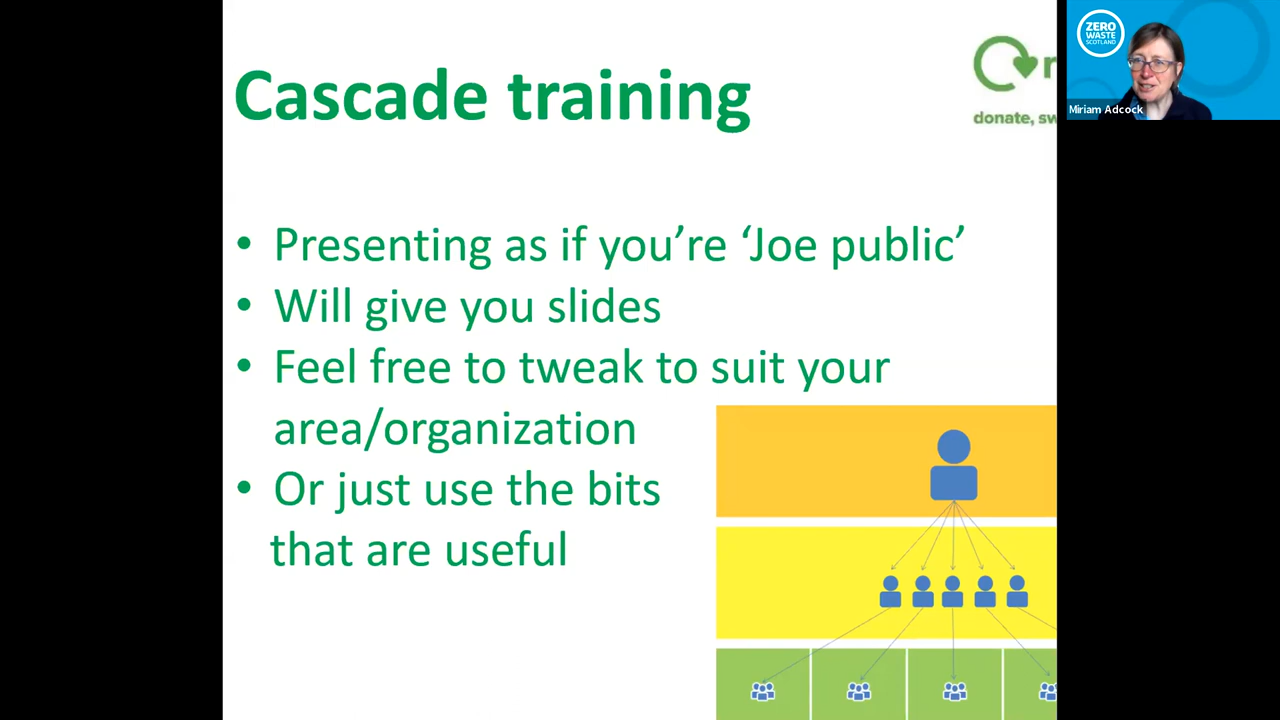 Cascade training
donate, sw
• Presenting as if you're ‘Joe public’
• Will give you slides
• Feel free to tweak to suit your
area/organization
• Or just use the bits
that are useful
ZERO
WASTE
SCOTLAND
Miriam Adcock